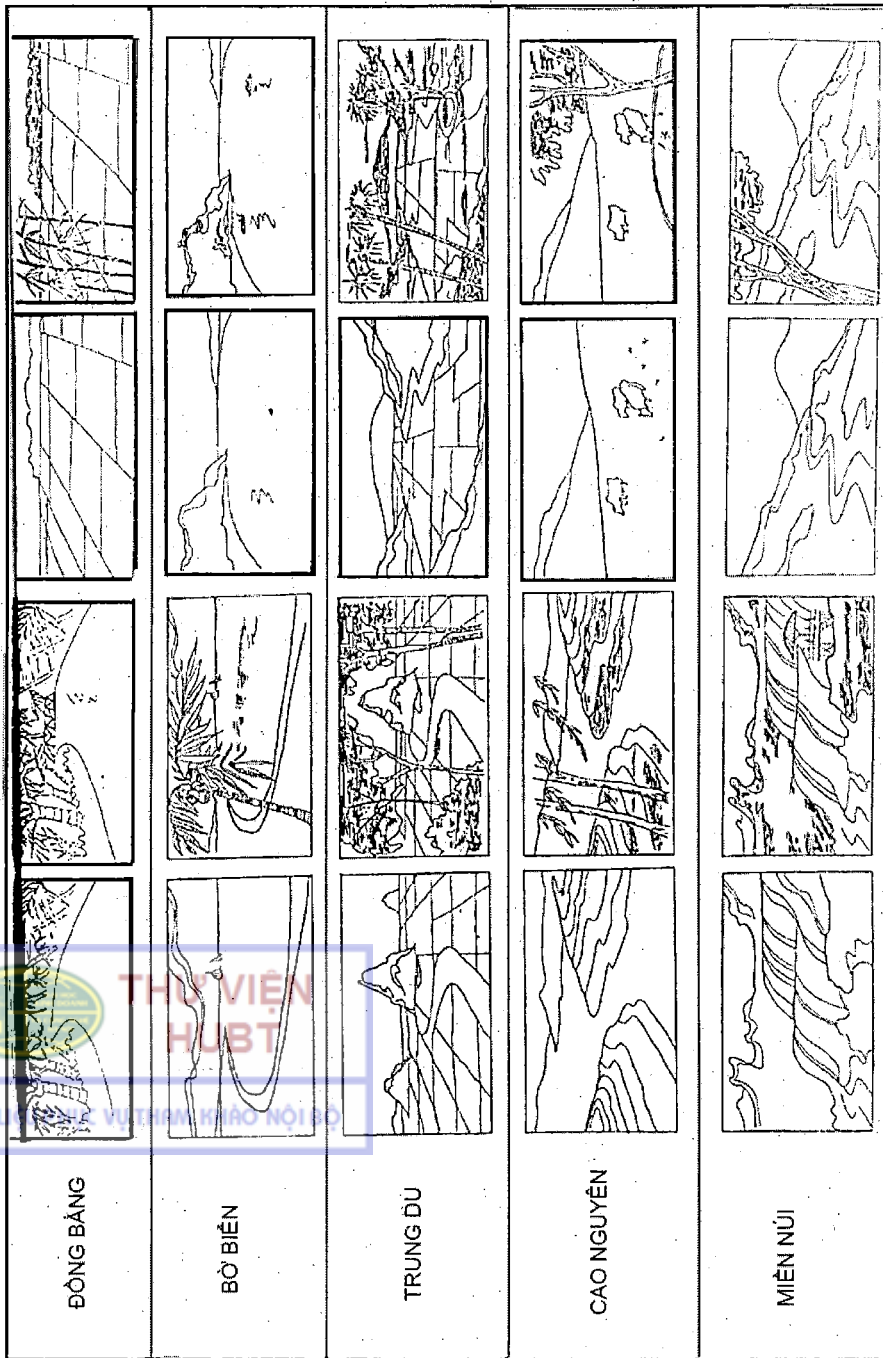 ĐỒNG BẰNG
BỜ BIỂN
TRUNG DU
CAO NGUYÊN
MIỀN NÚI
THƯ VIỆN
HUBT
VỤ THAM KHẢO NỘI BỘ